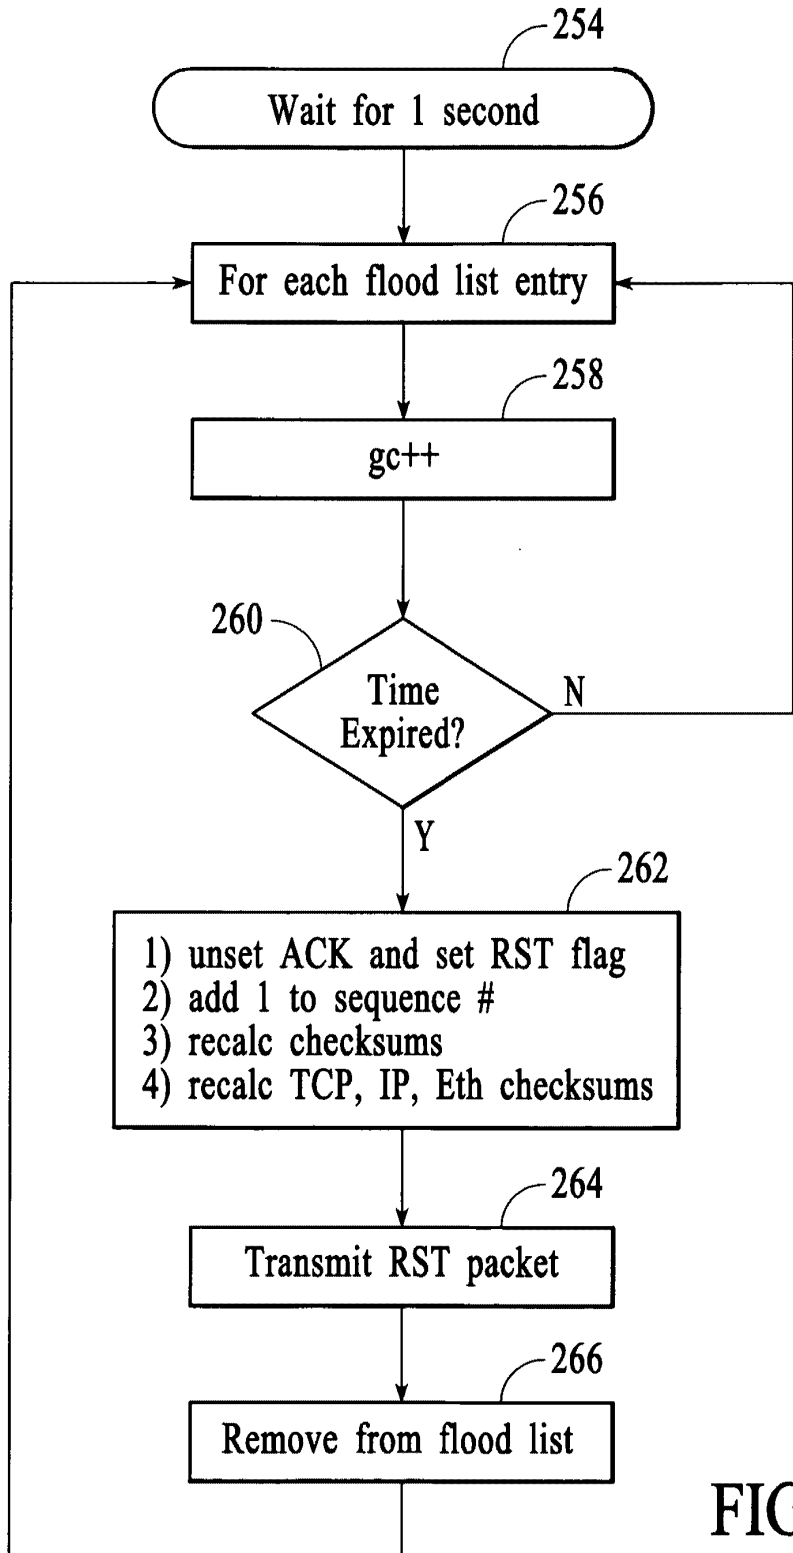 254
Wait for 1 second
256
For each flood list entry
258
gc++
260
Time
Expired?
N
Y
262
1) unset ACK and set RST flag
2) add 1 to sequence #
3) recalc checksums
4) recalc TCP, IP, Eth checksums
264
Transmit RST packet
266
Remove from flood list